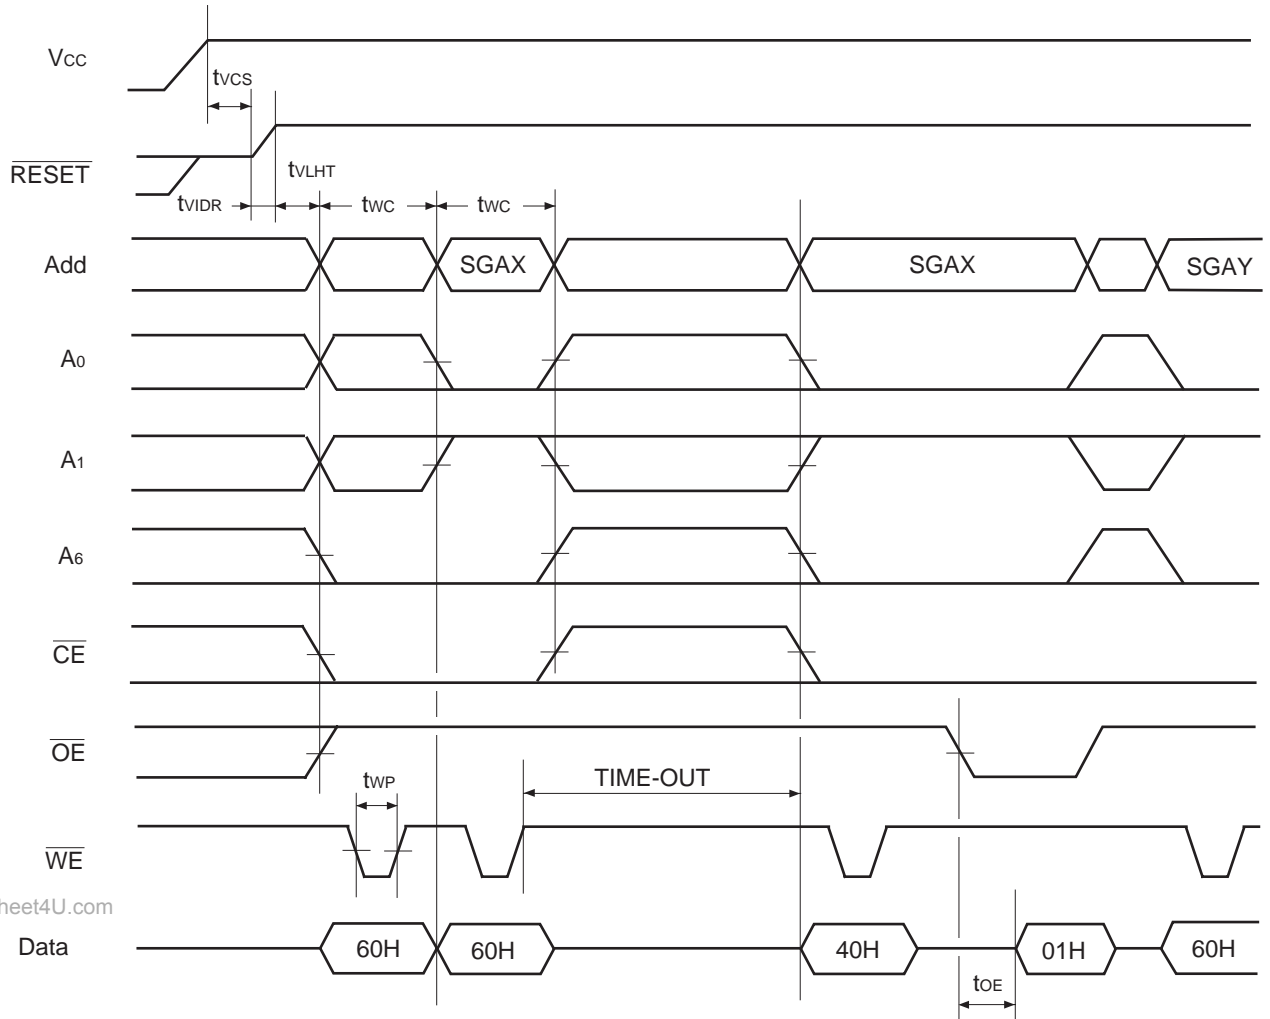 VCC
tVCS
RESET
tVLHT
tVIDR
tWC
tWC
Add
SGAX
SGAX
SGAY
A0
A1
A6
CE
OE
tWP
TIME-OUT
WE
heet4U.com
Data
60H
60H
40H
01H
60H
tOE